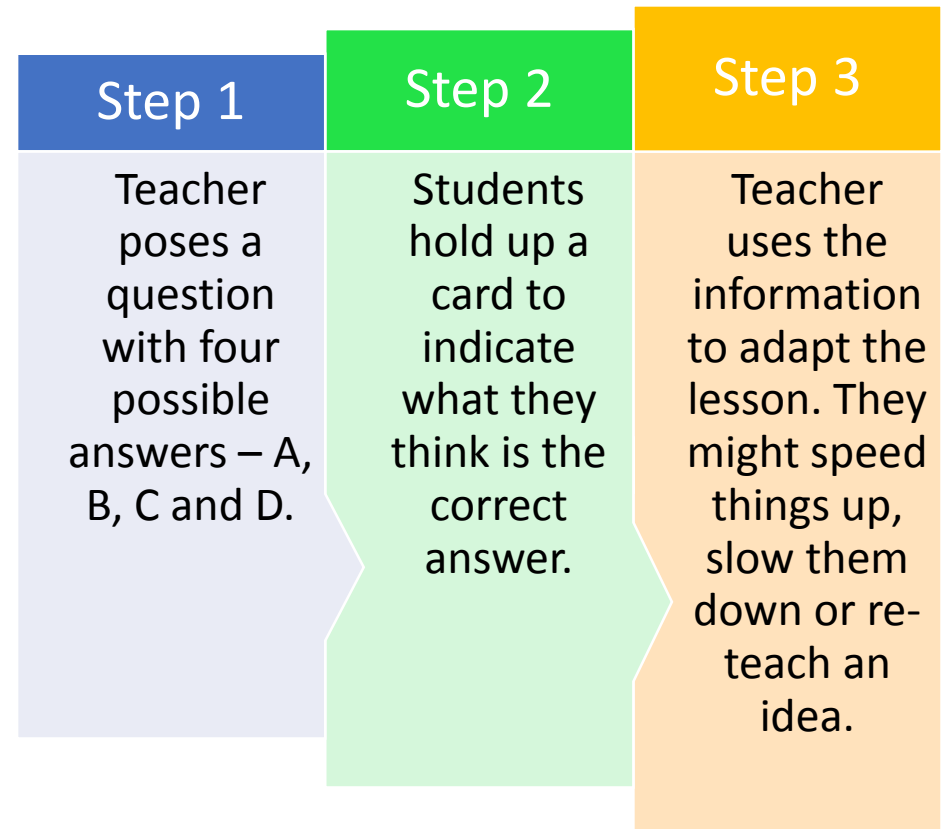 Step 1
Teacher
poses a
question
with four
possible
answers – A,
B, C and D.
Step 2
Students
hold up a
card to
indicate
what they
think is the
correct
answer.
Step 3
Teacher
uses the
information
to adapt the
lesson. They
might speed
things up,
slow them
down or re-
teach an
idea.